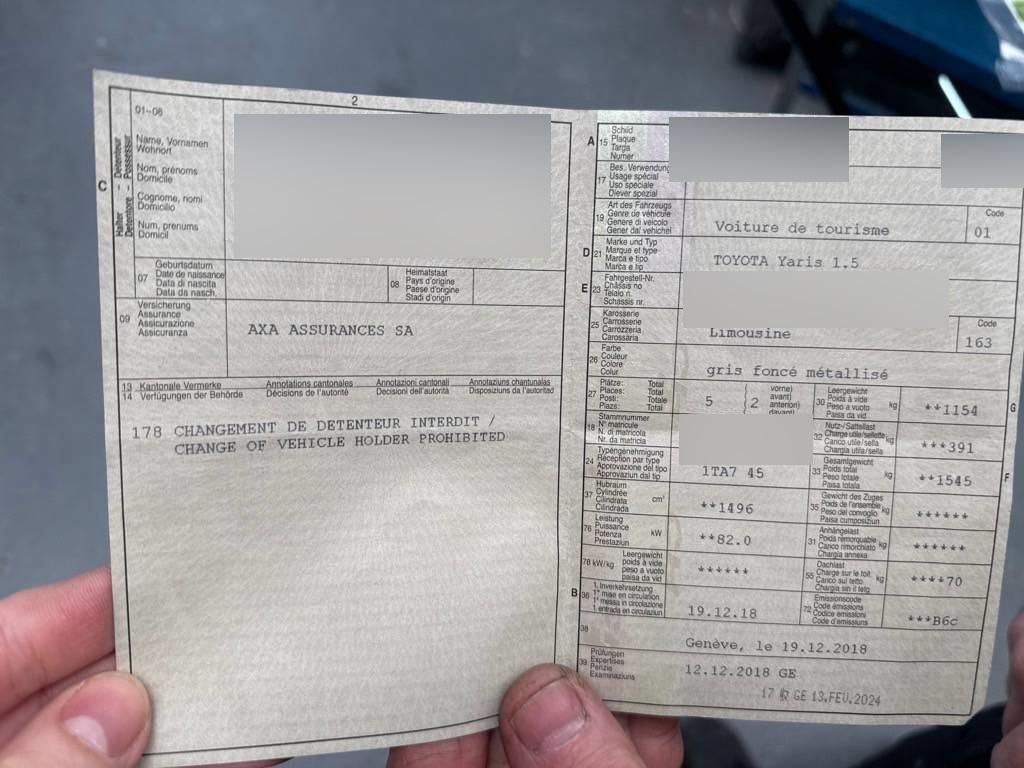 2
01-06
C
Halter - Detenteur
Detentore - Possessur
Name, Vornamen
Wohnort
Nom, prénoms
Domicile
Cognome, nomi
Domicilio
Num, prenums
Domicil
07
Geburtsdatum
Date de naissance
Data di nascita
Data da nasch.
08
Heimatstaat
Pays d'origine
Paese d'origine
Stadi d'origin
09
Versicherung
Assurance
Assicurazione
Assicuranza
AXA ASSURANCES SA
13 Kantonale Vermerke Annotations cantonales Annotazioni cantonali Annotaziuns chantunalas
14 Verfügungen der Behörde Décisions de l'autorité Decisioni dell'autorità Disposiziuns da l'autoritad
178 CHANGEMENT DE DETENTEUR INTERDIT /
CHANGE OF VEHICLE HOLDER PROHIBITED
A 15
Schild
Plaque
Targa
Numer
17
Bes. Verwendung
Usage spécial
Uso speciale
Diever spezial
19
Art des Fahrzeugs
Genre de véhicule
Genere di veicolo
Gener dal vehichel
Voiture de tourisme
Code
01
D 21
Marke und Typ
Marque et type
Marca e tipo
Marca e tip
TOYOTA Yaris 1.5
E 23
Fahrgestell-Nr.
Châssis no
Telaio n.
Schassis nr.
25
Karosserie
Carrosserie
Carrozzeria
Carossaria
Limousine
Code
163
26
Farbe
Couleur
Colore
Colur
gris foncé métallisé
27
Plätze: Total
Places: Total
Posti: Totale
Plazs: Total
5
2
vorne)
avant)
anteriori)
davant)
30
Leergewicht
Poids à vide
Peso a vuoto
Paisa da vid
kg
**1154
G
18
Stammnummer
N° matricule
N. di matricola
Nr. da matricla
32
Nutz-/Sattellast
Charge utile/sellette
Carico utile/sella
Chargia utila/sella
kg
***391
24
Typengenehmigung
Réception par type
Approvazione del tipo
Approvaziun dal tip
1TA7 45
33
Gesamtgewicht
Poids total
Peso totale
Paisa totala
kg
**1545
F
37
Hubraum
Cylindrée
Cilindrata
Cilindrada
cm³
**1496
35
Gewicht des Zuges
Poids de l'ensemble
Peso del convoglio
Paisa cumposiziun
kg
******
76
Leistung
Puissance
Potenza
Prestaziun
kW
**82.0
31
Anhängelast
Poids remorquable
Carico rimorchiato
Chargia annexa
kg
******
78 kW/kg
Leergewicht
poids à vide
peso a vuoto
paisa da vid
******
55
Dachlast
Charge sur le toit
Carico sul tetto
Chargia sin il tetg
kg
****70
B 36
1. Inverkehrsetzung
1re mise en circulation
1a messa in circolazione
1. entrada en circulaziun
19.12.18
72
Emissionscode
Code émissions
Codice emissioni
Code d'emissiuns
***B6c
38
Genève, le 19.12.2018
39
Prüfungen
Expertises
Perizie
Examinaziuns
12.12.2018 GE
GE 13.FEV.2024